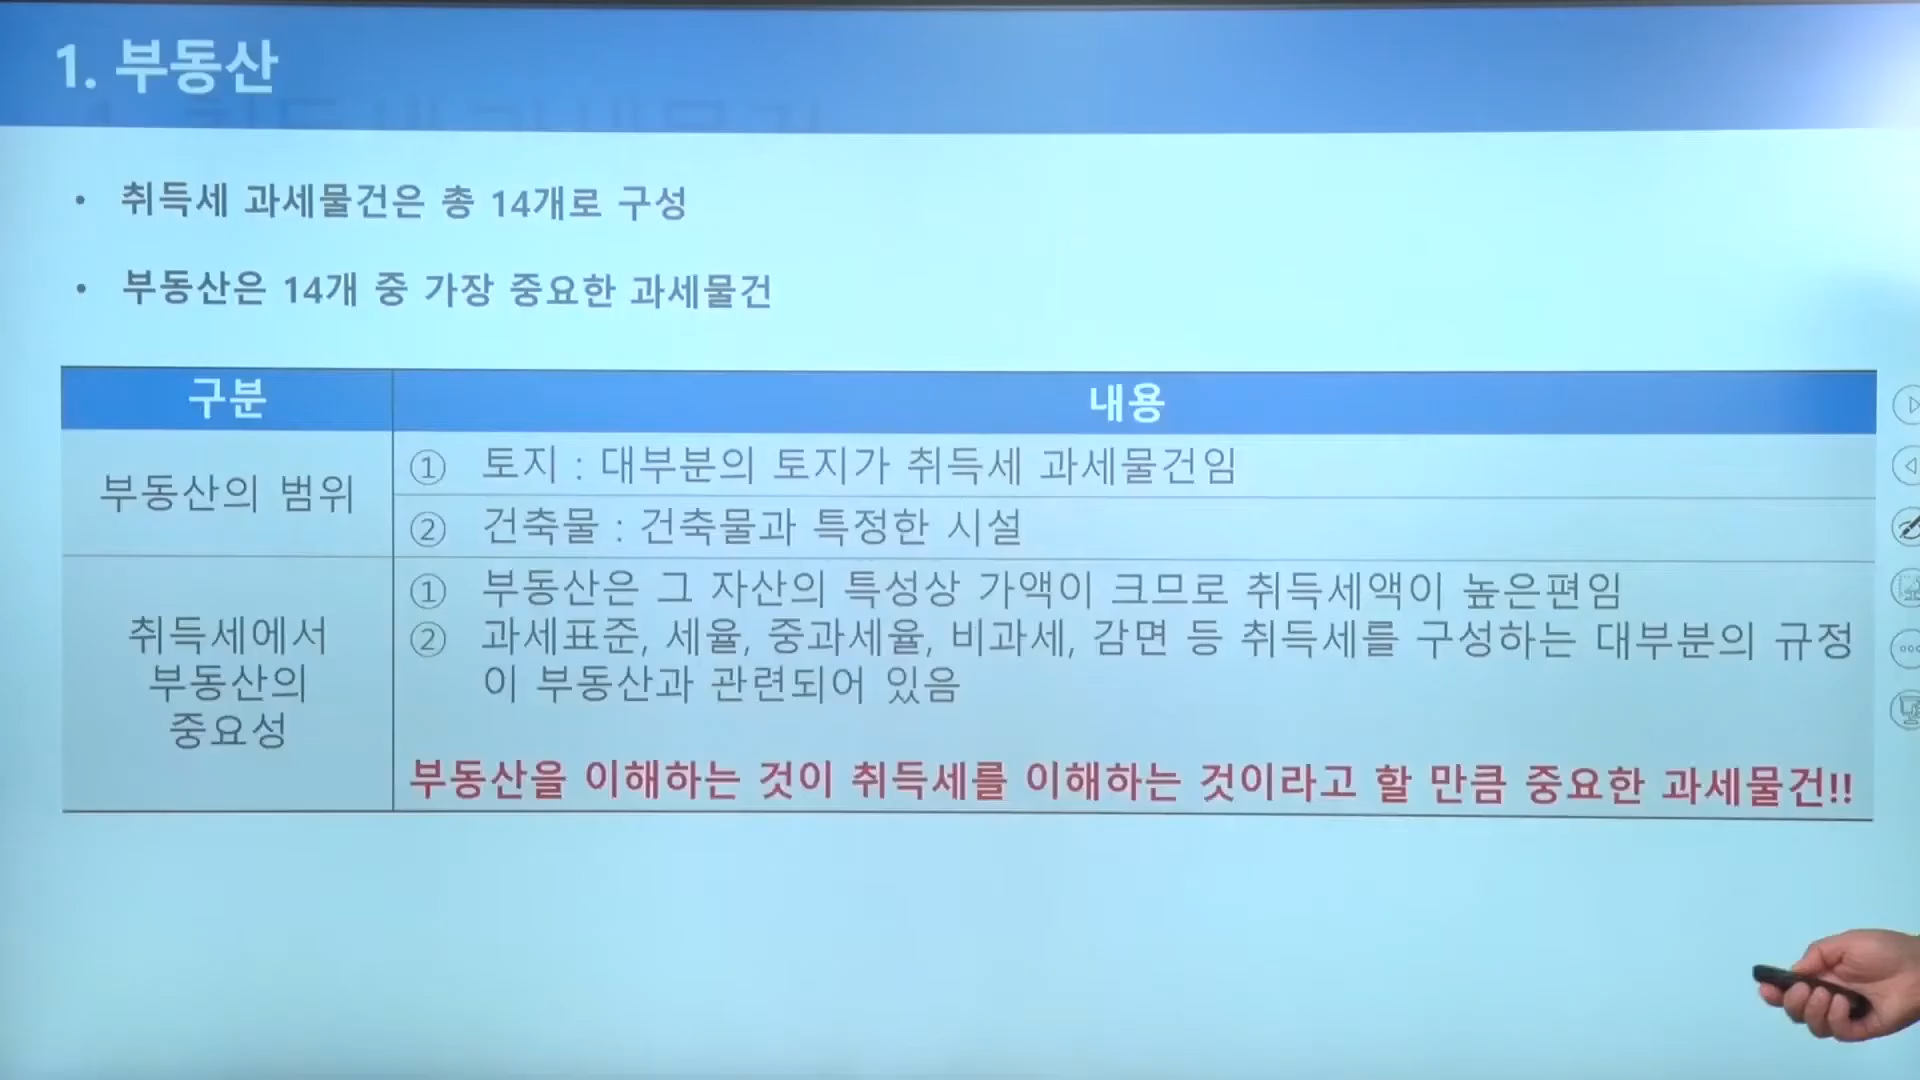 1. 부동산
• 취득세 과세물건은 총 14개로 구성
• 부동산은 14개 중 가장 중요한 과세물건
구분
내용
부동산의 범위
① 토지 : 대부분의 토지가 취득세 과세물건임
② 건축물 : 건축물과 특정한 시설
취득세에서
부동산의
중요성
① 부동산은 그 자산의 특성상 가액이 크므로 취득세액이 높은편임
② 과세표준, 세율, 중과세율, 비과세, 감면 등 취득세를 구성하는 대부분의 규정
이 부동산과 관련되어 있음
부동산을 이해하는 것이 취득세를 이해하는 것이라고 할 만큼 중요한 과세물건!!